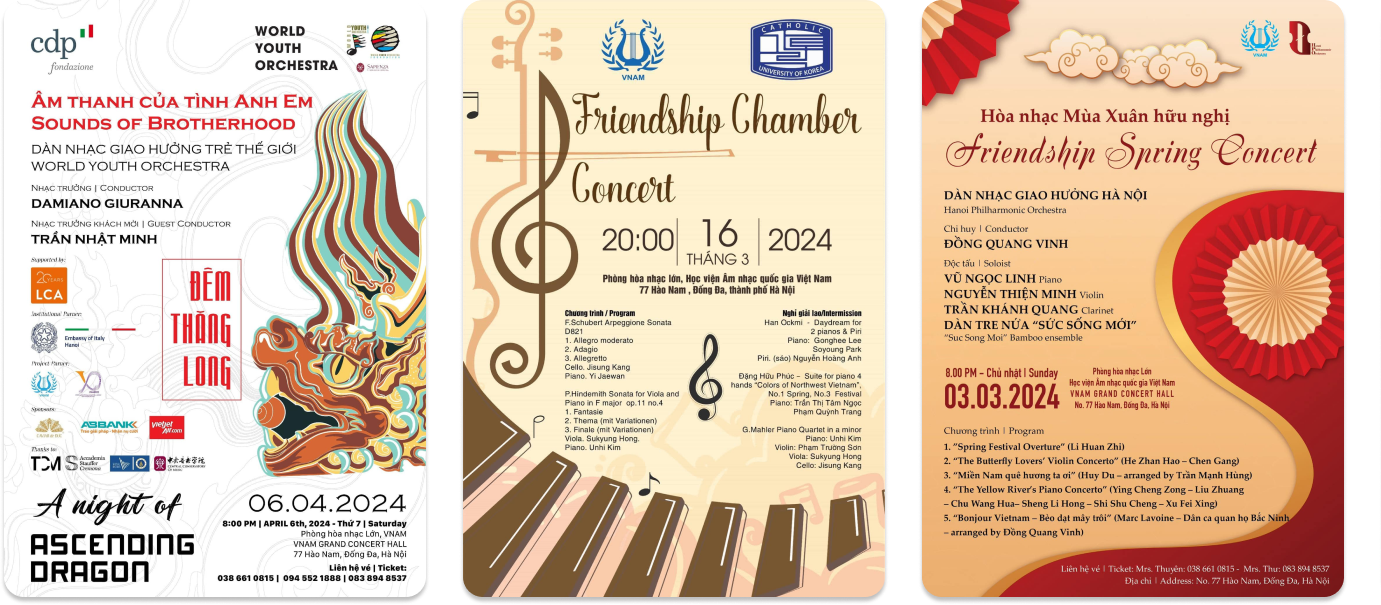 cdp
fondazione
WORLD
YOUTH
ORCHESTRA
SAPIENZA
ÂM THANH CỦA TÌNH ANH EM
SOUNDS OF BROTHERHOOD
DÀN NHẠC GIAO HƯỞNG TRẺ THẾ GIỚI
WORLD YOUTH ORCHESTRA
NHẠC TRƯỞNG | CONDUCTOR
DAMIANO GIURANNA
NHẠC TRƯỞNG KHÁCH MỜI | GUEST CONDUCTOR
TRẦN NHẬT MINH
Supported by:
LCA
ĐÊM
THĂNG
LONG
Institutional Parner:
Embassy of Italy
Hanoi
Project Parner:
Sponsors:
ABBANK
vietjet
Air.com
Thanks to:
Accademia
Stauffer
Cremona
A night of
ASCENDING
DRAGON
06.04.2024
8:00 PM | APRIL 6th, 2024 - Thứ 7 | Saturday
Phòng hòa nhạc Lớn, VNAM
VNAM GRAND CONCERT HALL
77 Hào Nam, Đống Đa, Hà Nội
Liên hệ vé | Ticket:
038 661 0815 | 094 552 1888 | 083 894 8537
VNAM
CATHOLIC
UNIVERSITY OF KOREA
Friendship Chamber
Concert
20:00 16 2024
THÁNG 3
Phòng hòa nhạc lớn, Học viện Âm nhạc quốc gia Việt Nam
77 Hào Nam , Đống Đa, thành phố Hà Nội
Chương trình / Program
F.Schubert Arpeggione Sonata
D821
1. Allegro moderato
2. Adagio
3. Allegretto
Cello. Jisung Kang
Piano. Yi Jaewan
P.Hindemith Sonata for Viola and
Piano in F major op.11 no.4
1. Fantasie
2. Thema (mit Variationen)
3. Finale (mit Variationen)
Viola. Sukyung Hong.
Piano. Unhi Kim
Nghỉ giải lao/Intermission
Han Ockmi - Daydream for
2 pianos & Piri
Piano: Gonghee Lee
Soyoung Park
Piri. (sáo) Nguyễn Hoàng Anh
Đặng Hữu Phúc – Suite for piano 4
hands "Colors of Northwest Vietnam",
No.1 Spring, No.3 Festival
Piano: Trần Thị Tâm Ngọc
Phạm Quỳnh Trang
G.Mahler Piano Quartet in a minor
Piano: Unhi Kim
Violin: Phạm Trường Sơn
Viola: Sukyung Hong
Cello: Jisung Kang
Hòa nhạc Mùa Xuân hữu nghị
Friendship Spring Concert
DÀN NHẠC GIAO HƯỞNG HÀ NỘI
Hanoi Philharmonic Orchestra
Chỉ huy | Conductor
ĐỒNG QUANG VINH
Độc tấu | Soloist
VŨ NGỌC LINH Piano
NGUYỄN THIỆN MINH Violin
TRẦN KHÁNH QUANG Clarinet
DÀN TRE NỨA “SỨC SỐNG MỚI”
“Suc Song Moi” Bamboo ensemble
8.00 PM – Chủ nhật | Sunday
03.03.2024
Phòng hòa nhạc Lớn
Học viện Âm nhạc quốc gia Việt Nam
VNAM GRAND CONCERT HALL
No. 77 Hào Nam, Đống Đa, Hà Nội
Chương trình | Program
1. “Spring Festival Overture” (Li Huan Zhi)
2. “The Butterfly Lovers’ Violin Concerto” (He Zhan Hao – Chen Gang)
3. “Miền Nam quê hương ta ơi” (Huy Du – arranged by Trần Mạnh Hùng)
4. “The Yellow River’s Piano Concerto” (Ying Cheng Zong – Liu Zhuang
– Chu Wang Hua– Sheng Li Hong – Shi Shu Cheng – Xu Fei Xing)
5. “Bonjour Vietnam – Bèo dạt mây trôi” (Marc Lavoine – Dân ca quan họ Bắc Ninh
– arranged by Đồng Quang Vinh)
Liên hệ vé | Ticket: Mrs. Thuyên: 038 661 0815 - Mrs. Thu: 083 894 8537
Địa chỉ | Address: No. 77 Hào Nam, Đống Đa, Hà Nội